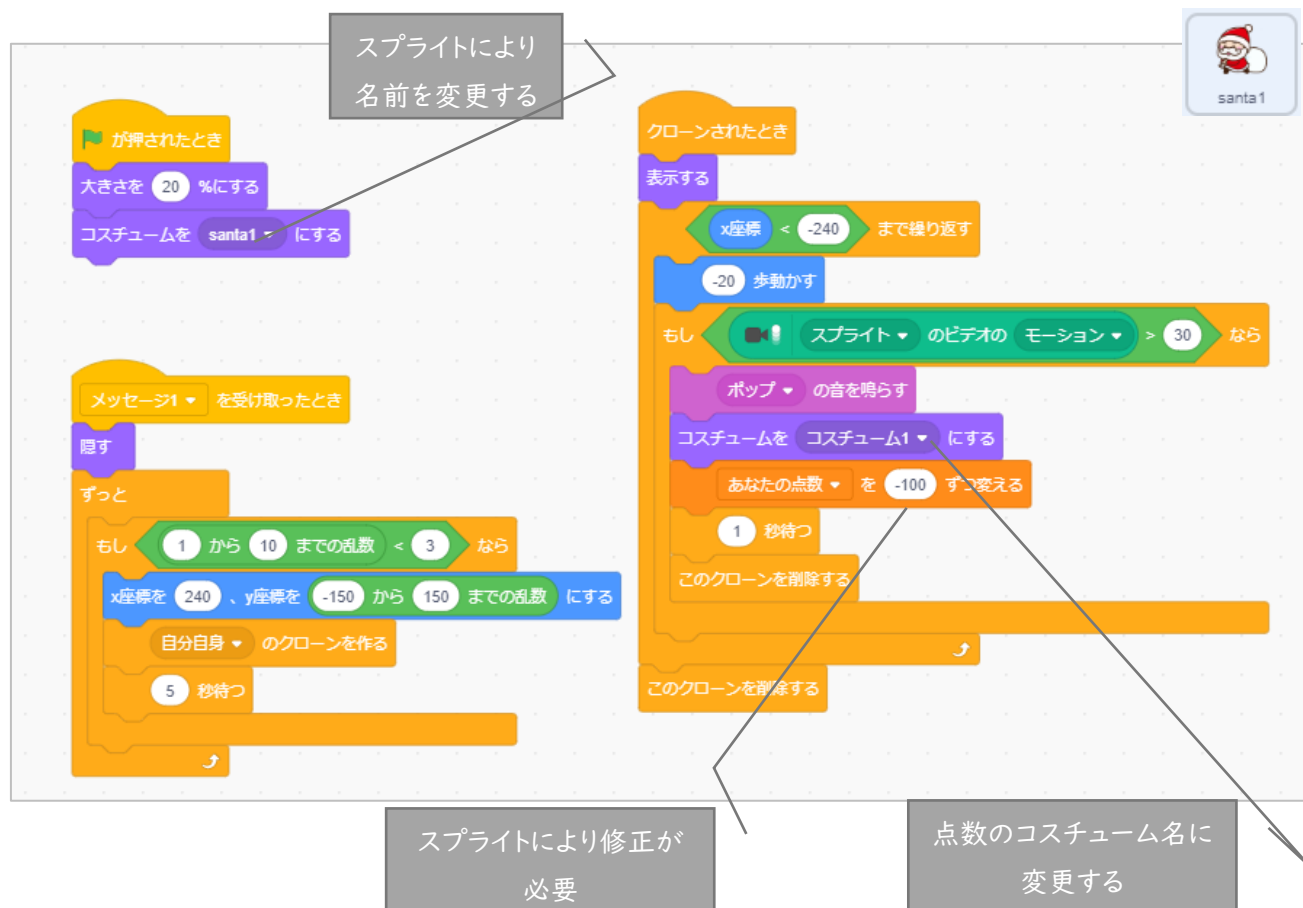 スプライトにより
名前を変更する
santa1
が押されたとき
大きさを 20 %にする
コスチュームを santa1 にする
メッセージ1 を受け取ったとき
隠す
ずっと
もし 1 から 10 までの乱数 < 3 なら
x座標を 240 、y座標を -150 から 150 までの乱数 にする
自分自身 のクローンを作る
5 秒待つ
クローンされたとき
表示する
x座標 < -240 まで繰り返す
-20 歩動かす
もし スプライト のビデオの モーション > 30 なら
ポップ の音を鳴らす
コスチュームを コスチューム1 にする
あなたの点数 を -100 ずつ変える
1 秒待つ
このクローンを削除する
このクローンを削除する
スプライトにより修正が
必要
点数のコスチューム名に
変更する